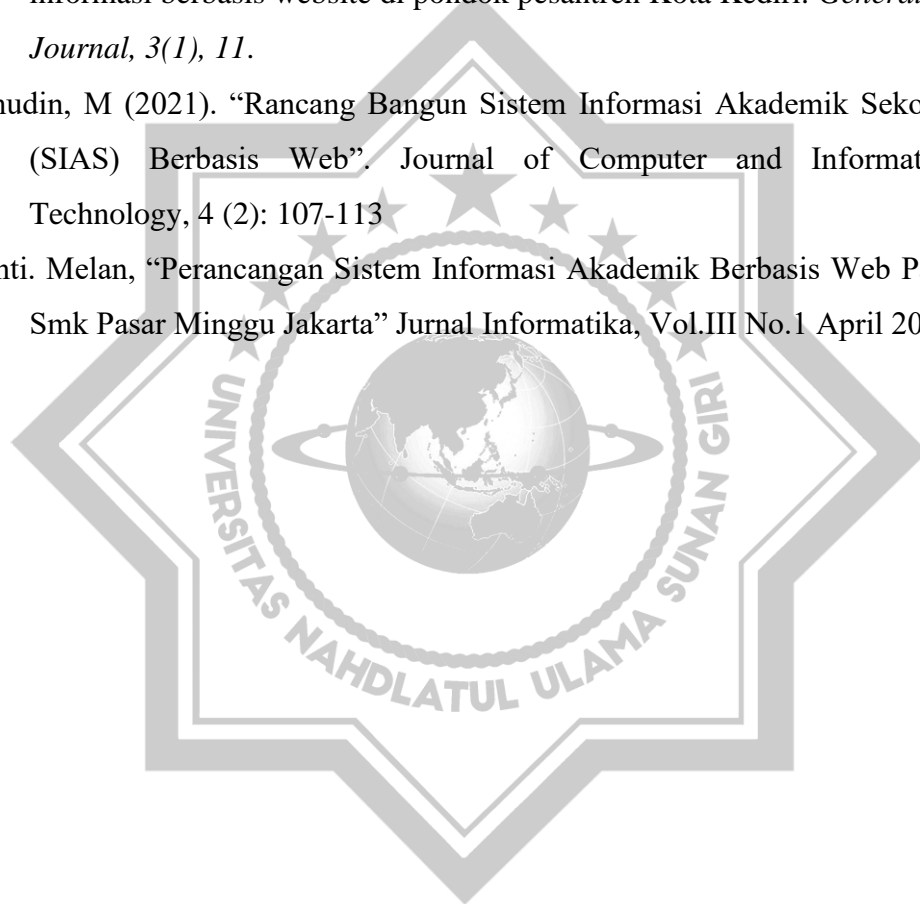 informasi berbasis website di pondok pesantren Kota Kediri. General
Journal, 3(1), 11.
nudin, M (2021). “Rancang Bangun Sistem Informasi Akademik Seko
(SIAS) Berbasis Web”. Journal of Computer and Informat
Technology, 4 (2): 107-113
nti. Melan, “Perancangan Sistem Informasi Akademik Berbasis Web P
Smk Pasar Minggu Jakarta” Jurnal Informatika, Vol.III No.1 April 20
UNIVERSITAS NAHDLATUL ULAMA SUNAN GIRI